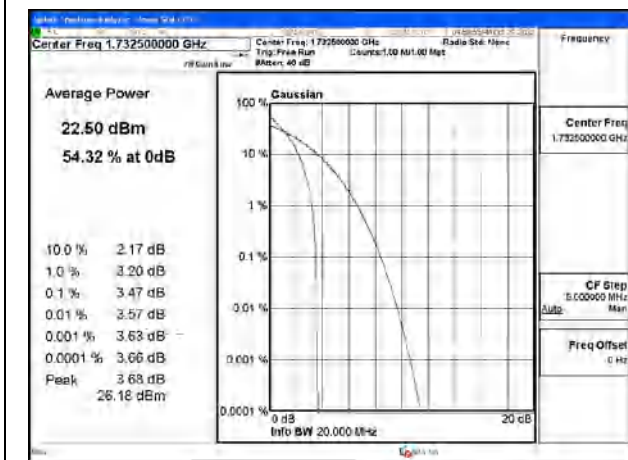 Center Freq 1.732500000 GHz
Center Freq: 1.732500000 GHz
Radio Std: None
Trig: Free Run
Counts:1.00 M/1.00 Mpt
#Atten: 40 dB
Frequency
Average Power
22.50 dBm
54.32 % at 0dB
10.0 % 2.17 dB
1.0 % 3.20 dB
0.1 % 3.47 dB
0.01 % 3.57 dB
0.001 % 3.63 dB
0.0001 % 3.66 dB
Peak 3.68 dB
26.18 dBm
Gaussian
100 %
10 %
1 %
0.1 %
0.01 %
0.001 %
0.0001 %
0 dB
20 dB
Info BW 20.000 MHz
Center Freq
1.732500000 GHz
CF Step
5.000000 MHz
Auto Man
Freq Offset
0 Hz